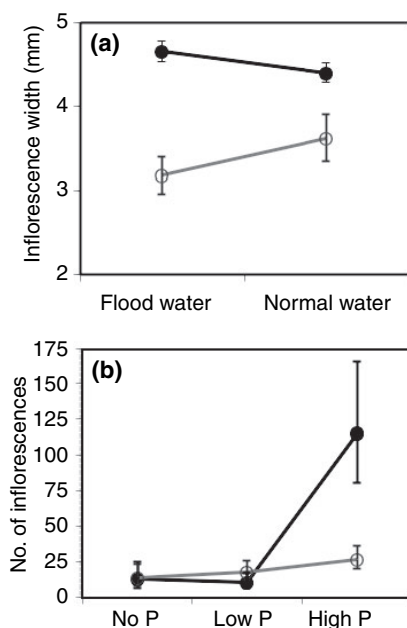 (a)
Inflorescence width (mm)
5
4
3
2
Flood water Normal water
(b)
No. of inflorescences
175
150
125
100
75
50
25
0
No P Low P High P